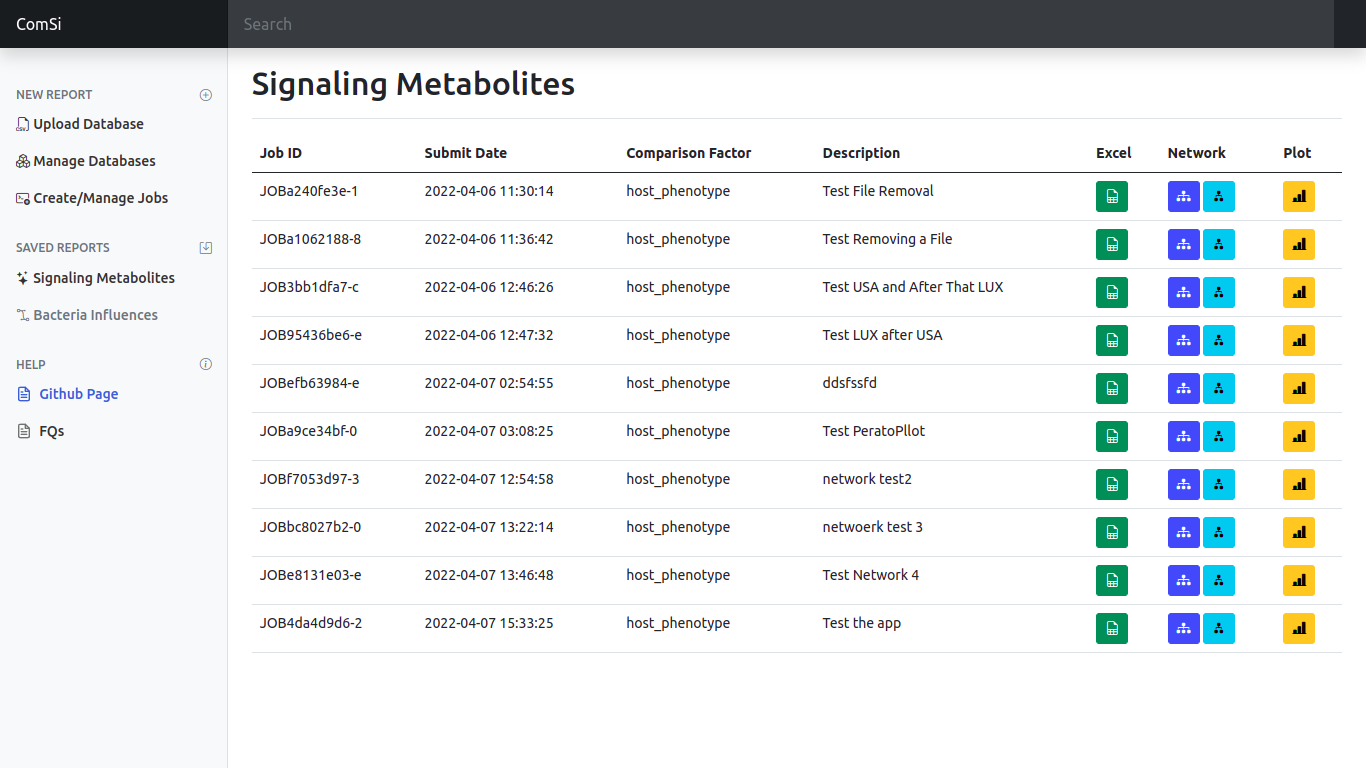 ComSi Search
NEW REPORT
Upload Database
Manage Databases
Create/Manage Jobs
SAVED REPORTS
Signaling Metabolites
Bacteria Influences
HELP
Github Page
FQs
Signaling Metabolites
Job ID Submit Date Comparison Factor Description Excel Network Plot
JOBa240fe3e-1 2022-04-06 11:30:14 host_phenotype Test File Removal
JOBa1062188-8 2022-04-06 11:36:42 host_phenotype Test Removing a File
JOB3bb1dfa7-c 2022-04-06 12:46:26 host_phenotype Test USA and After That LUX
JOB95436be6-e 2022-04-06 12:47:32 host_phenotype Test LUX after USA
JOBefb63984-e 2022-04-07 02:54:55 host_phenotype ddsfssfd
JOBa9ce34bf-0 2022-04-07 03:08:25 host_phenotype Test PeratoPllot
JOBf7053d97-3 2022-04-07 12:54:58 host_phenotype network test2
JOBbc8027b2-0 2022-04-07 13:22:14 host_phenotype netwoerk test 3
JOBe8131e03-e 2022-04-07 13:46:48 host_phenotype Test Network 4
JOB4da4d9d6-2 2022-04-07 15:33:25 host_phenotype Test the app